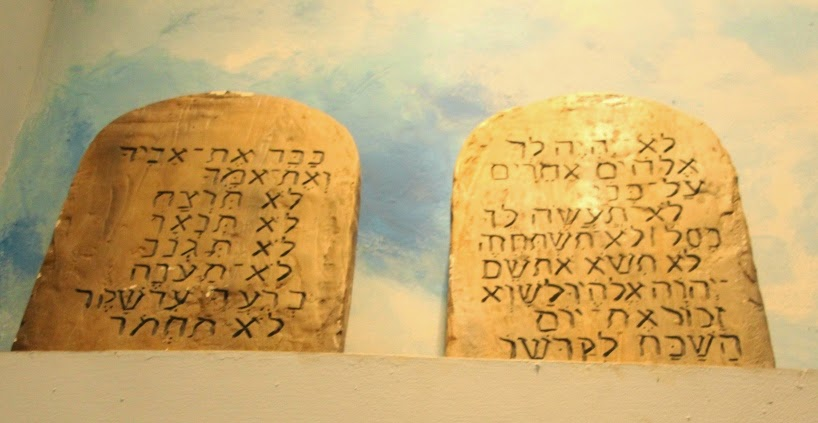 לא יהיה לך
אלהים אחרים
על־פני
לא־תעשה לך
פסל ולא תשתחוה
לא תשא את שם
יהוה אלהיך לשוא
זכור את־יום
השבת לקדשו
כבד את־אביך
ואת־אמך
לא תרצח
לא תנאף
לא תגנב
לא־תענה
ברעך עד שקר
לא תחמד